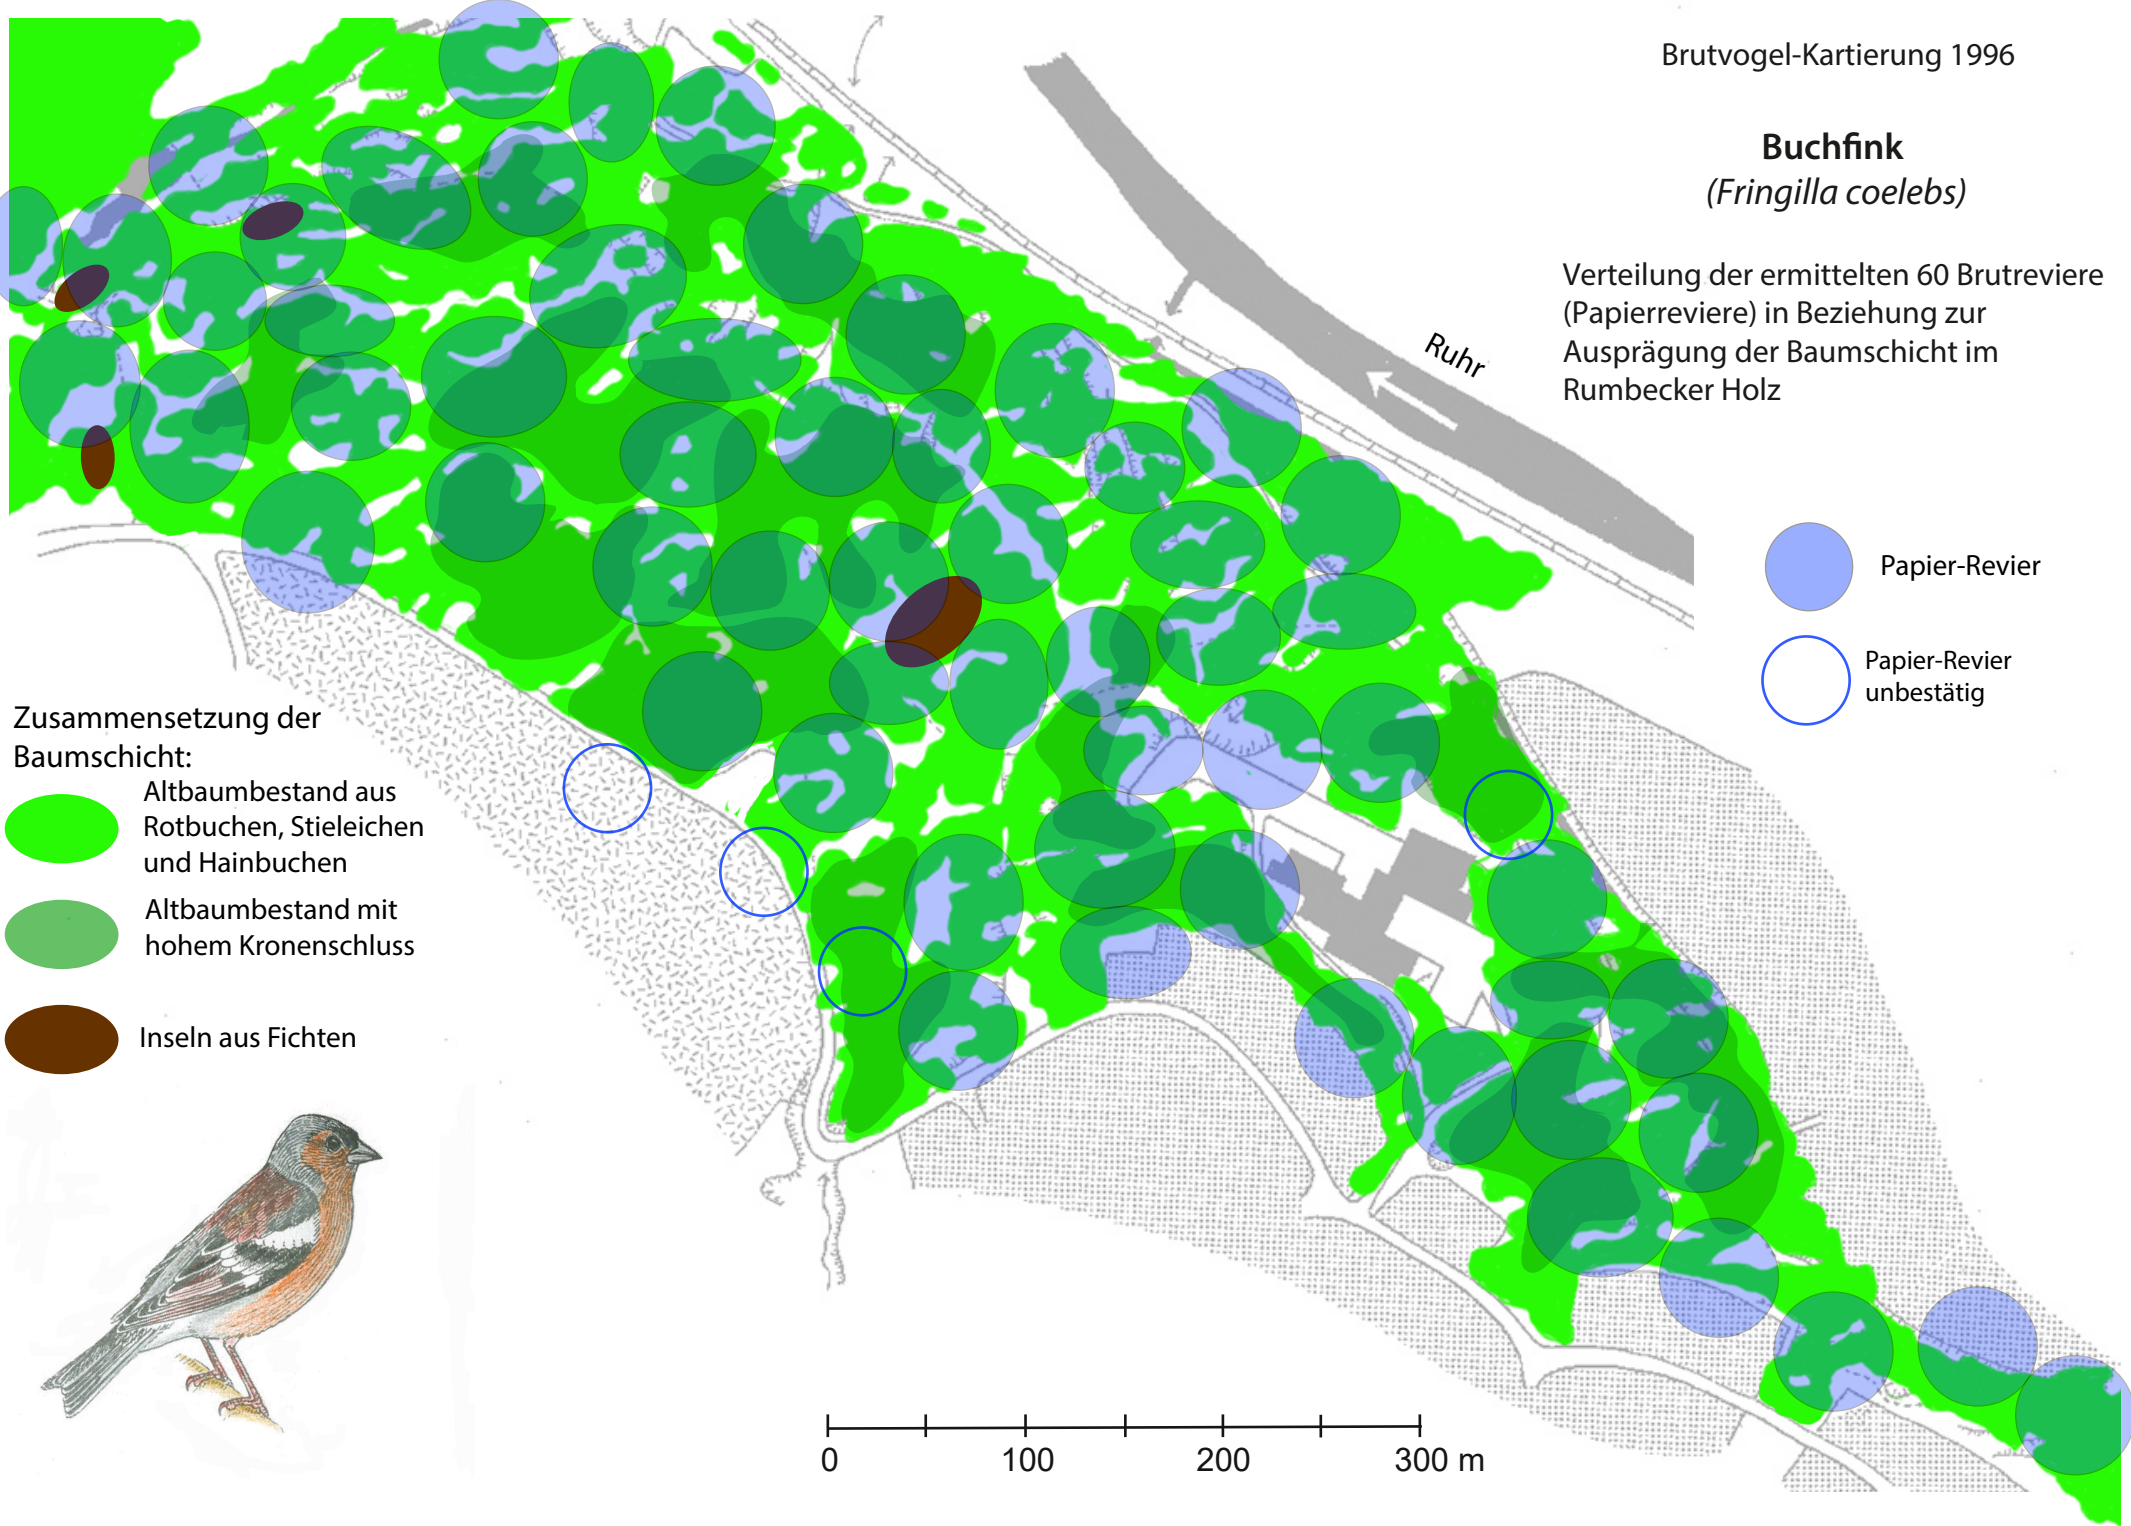 Brutvogel-Kartierung 1996
Buchfink
(Fringilla coelebs)
Verteilung der ermittelten 60 Brutreviere
(Papierreviere) in Beziehung zur
Ausprägung der Baumschicht im
Rumbecker Holz
Ruhr
Papier-Revier
Papier-Revier
unbestätig
Zusammensetzung der
Baumschicht:
Altbaumbestand aus
Rotbuchen, Stieleichen
und Hainbuchen
Altbaumbestand mit
hohem Kronenschluss
Inseln aus Fichten
0 100 200 300 m